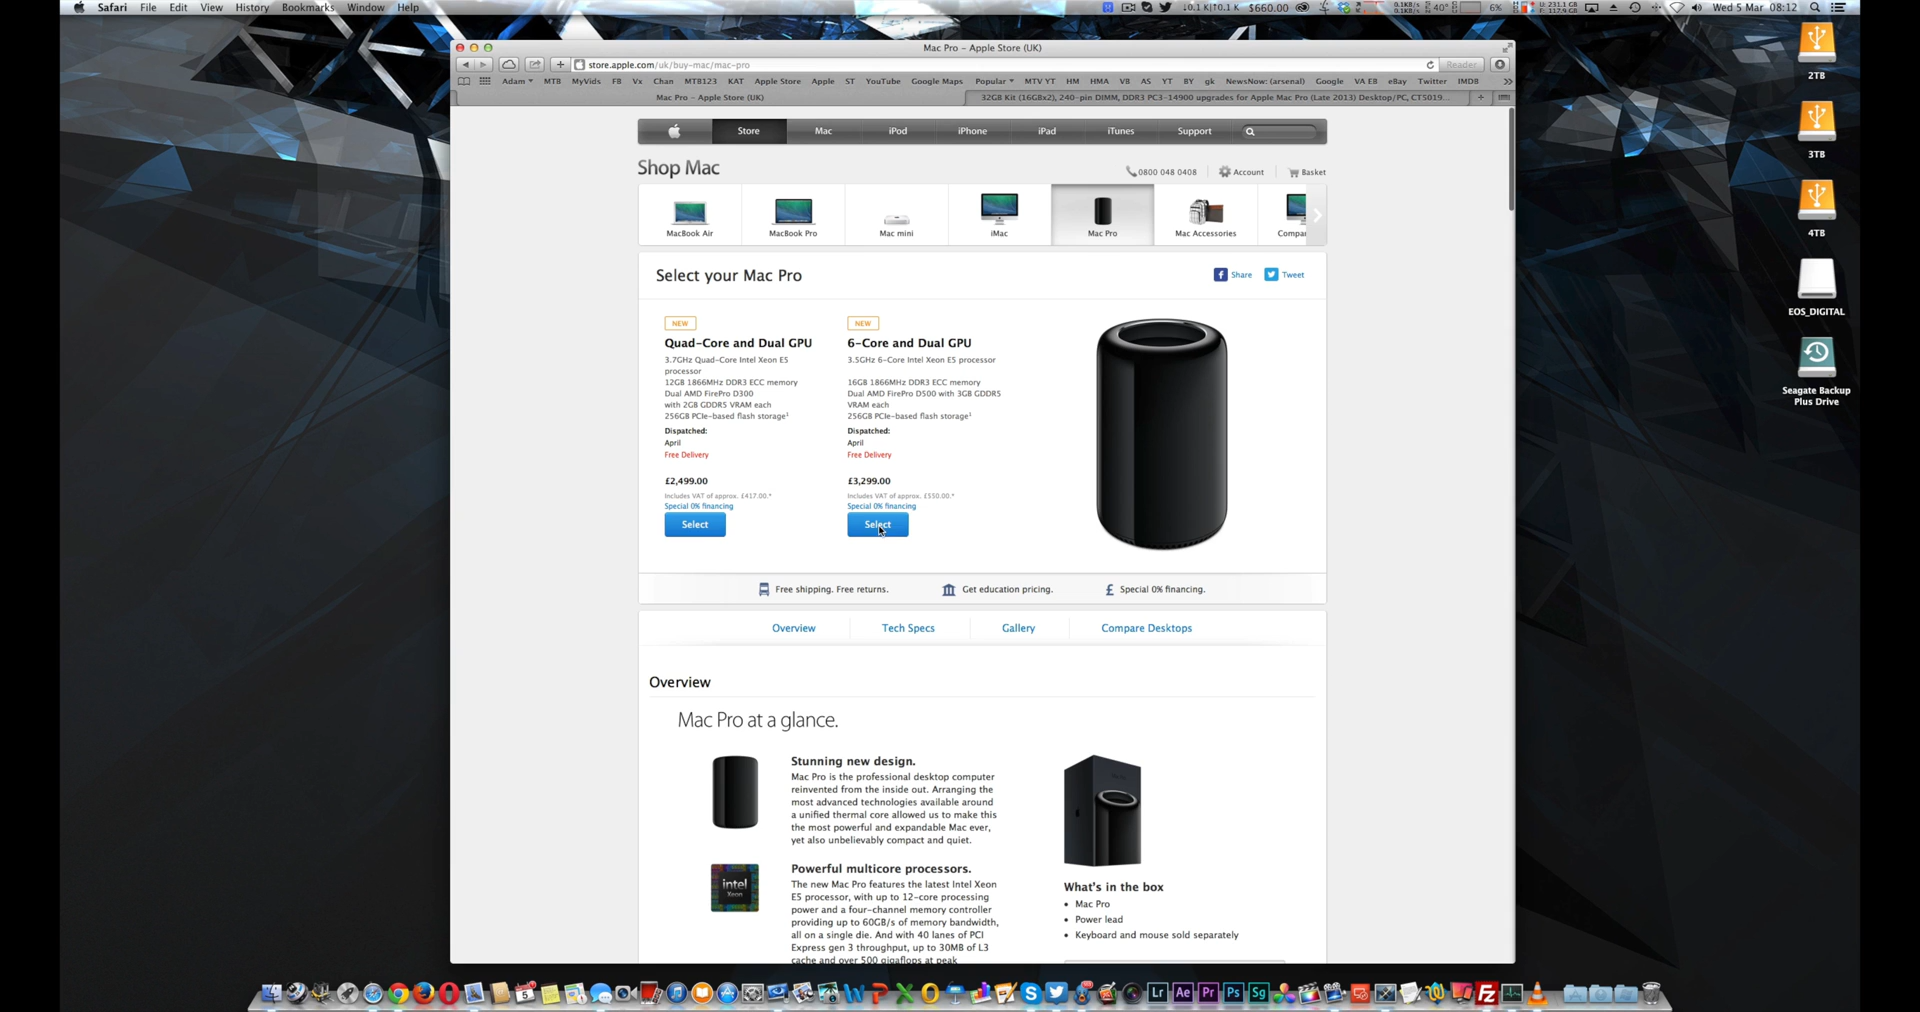 Safari File Edit View History Bookmarks Window Help
$660.00 40° 6% Wed 5 Mar 08:12
Mac Pro – Apple Store (UK)
store.apple.com/uk/buy-mac/mac-pro Reader
Adam MTB MyVids FB Vx Chan MTB123 KAT Apple Store Apple ST YouTube Google Maps Popular MTV YT HM HMA VB AS YT BY gk NewsNow: (arsenal) Google VA EB eBay Twitter IMDB
Mac Pro – Apple Store (UK) 32GB Kit (16GBx2), 240-pin DIMM, DDR3 PC3-14900 upgrades for Apple Mac Pro (Late 2013) Desktop/PC, CT5019...
Store Mac iPod iPhone iPad iTunes Support
Shop Mac
0800 048 0408 Account Basket
MacBook Air MacBook Pro Mac mini iMac Mac Pro Mac Accessories Compar
Select your Mac Pro
Share Tweet
NEW
Quad-Core and Dual GPU
3.7GHz Quad-Core Intel Xeon E5
processor
12GB 1866MHz DDR3 ECC memory
Dual AMD FirePro D300
with 2GB GDDR5 VRAM each
256GB PCIe-based flash storage¹
Dispatched:
April
Free Delivery
£2,499.00
Includes VAT of approx. £417.00.*
Special 0% financing
Select
NEW
6-Core and Dual GPU
3.5GHz 6-Core Intel Xeon E5 processor
16GB 1866MHz DDR3 ECC memory
Dual AMD FirePro D500 with 3GB GDDR5
VRAM each
256GB PCIe-based flash storage¹
Dispatched:
April
Free Delivery
£3,299.00
Includes VAT of approx. £550.00.*
Special 0% financing
Select
Free shipping. Free returns. Get education pricing. Special 0% financing.
Overview Tech Specs Gallery Compare Desktops
Overview
Mac Pro at a glance.
Stunning new design.
Mac Pro is the professional desktop computer
reinvented from the inside out. Arranging the
most advanced technologies available around
a unified thermal core allowed us to make this
the most powerful and expandable Mac ever,
yet also unbelievably compact and quiet.
intel
Xeon
Powerful multicore processors.
The new Mac Pro features the latest Intel Xeon
E5 processor, with up to 12-core processing
power and a four-channel memory controller
providing up to 60GB/s of memory bandwidth,
all on a single die. And with 40 lanes of PCI
Express gen 3 throughput, up to 30MB of L3
cache and over 500 gigaflops at peak
What's in the box
• Mac Pro
• Power lead
• Keyboard and mouse sold separately
2TB
3TB
4TB
EOS_DIGITAL
Seagate Backup
Plus Drive
Lr Ae Pr Ps Sg Fz